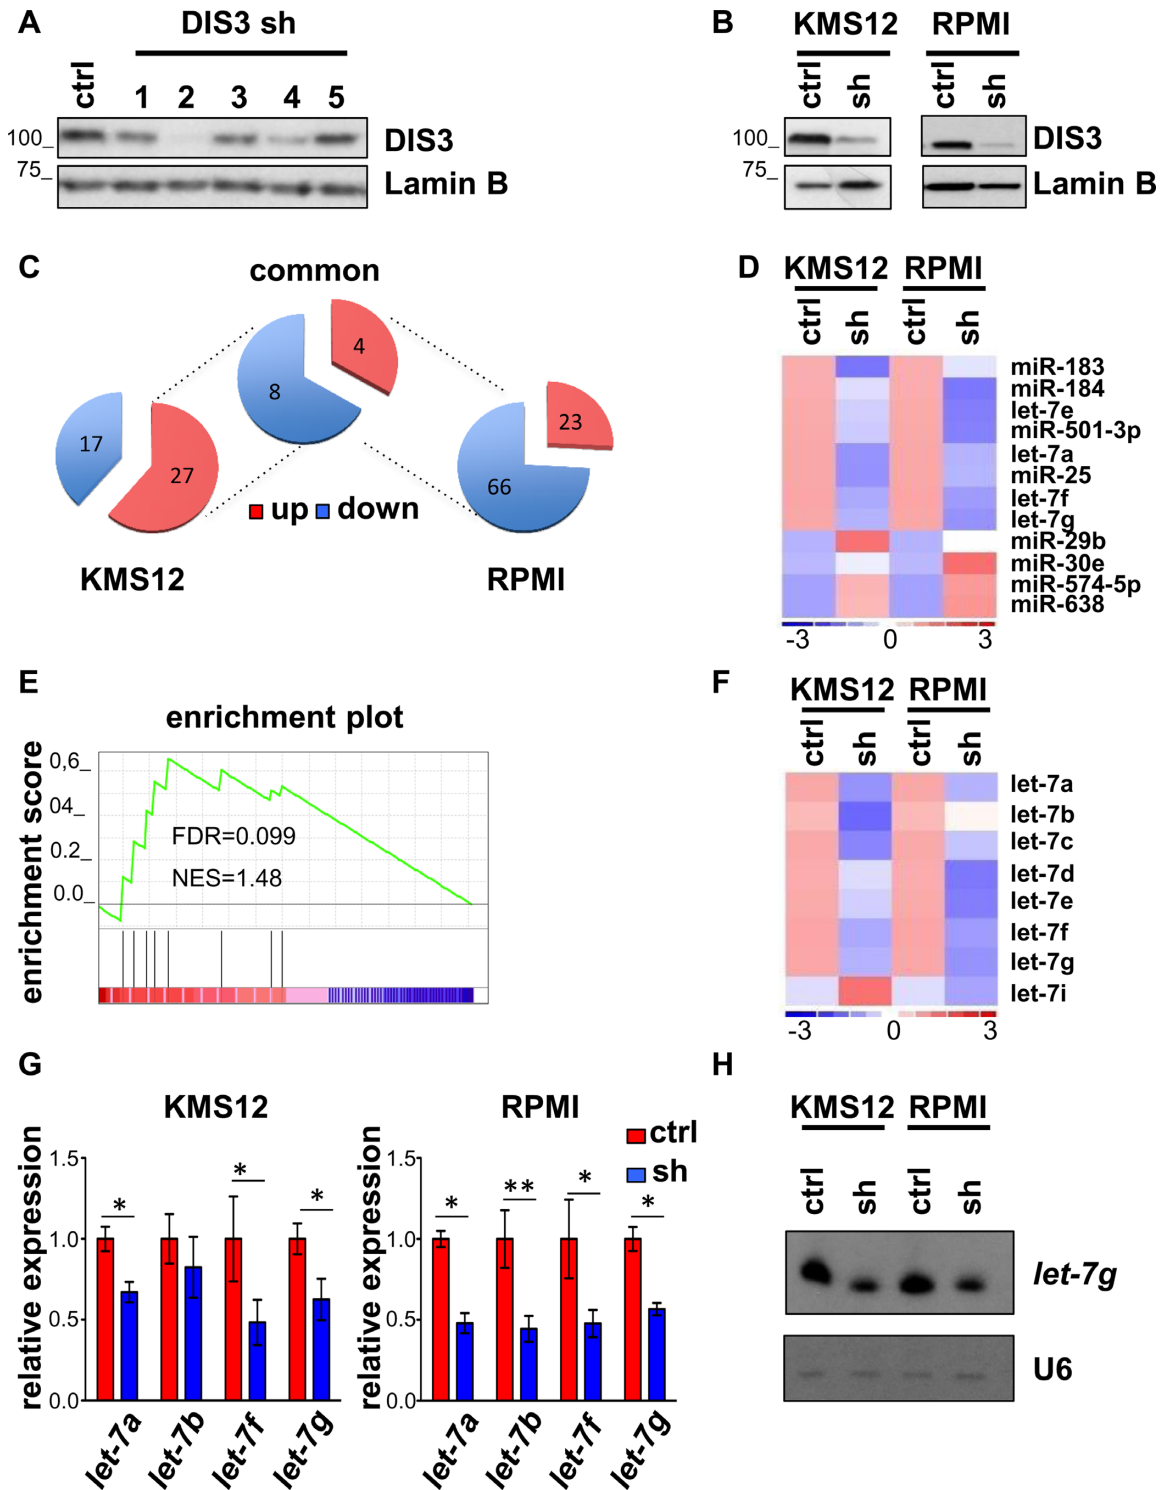 A
DIS3 sh
ctrl
1 2 3 4 5
100_
DIS3
75_
Lamin B
B
KMS12 RPMI
ctrl sh ctrl sh
100_
DIS3
75_
Lamin B
C
common
4
8
17
27
23
66
up down
KMS12
RPMI
D
KMS12 RPMI
ctrl sh ctrl sh
miR-183
miR-184
let-7e
miR-501-3p
let-7a
miR-25
let-7f
let-7g
miR-29b
miR-30e
miR-574-5p
miR-638
-3 0 3
E
enrichment plot
enrichment score
0,6_
04_
0.2_
0.0_
FDR=0.099
NES=1.48
F
KMS12 RPMI
ctrl sh ctrl sh
let-7a
let-7b
let-7c
let-7d
let-7e
let-7f
let-7g
let-7i
-3 0 3
G
KMS12
relative expression
1.5
1.0
0.5
0.0
* * *
let-7a let-7b let-7f let-7g
RPMI
relative expression
1.5
1.0
0.5
0.0
* ** * *
let-7a let-7b let-7f let-7g
ctrl
sh
H
KMS12 RPMI
ctrl sh ctrl sh
let-7g
U6